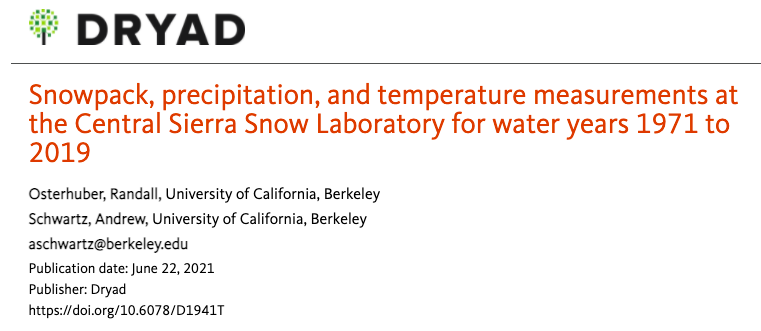 DRYAD
Snowpack, precipitation, and temperature measurements at
the Central Sierra Snow Laboratory for water years 1971 to
2019
Osterhuber, Randall, University of California, Berkeley
Schwartz, Andrew, University of California, Berkeley
aschwartz@berkeley.edu
Publication date: June 22, 2021
Publisher: Dryad
https://doi.org/10.6078/D1941T